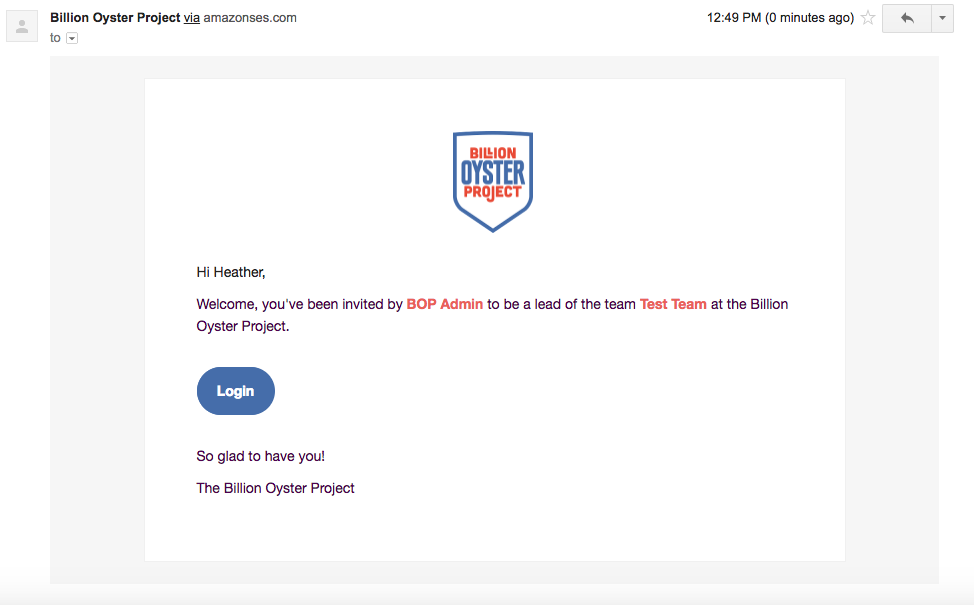 Billion Oyster Project via amazonses.com 12:49 PM (0 minutes ago)
to
BILLION
OYSTER
PROJECT
Hi Heather,
Welcome, you've been invited by BOP Admin to be a lead of the team Test Team at the Billion
Oyster Project.
Login
So glad to have you!
The Billion Oyster Project